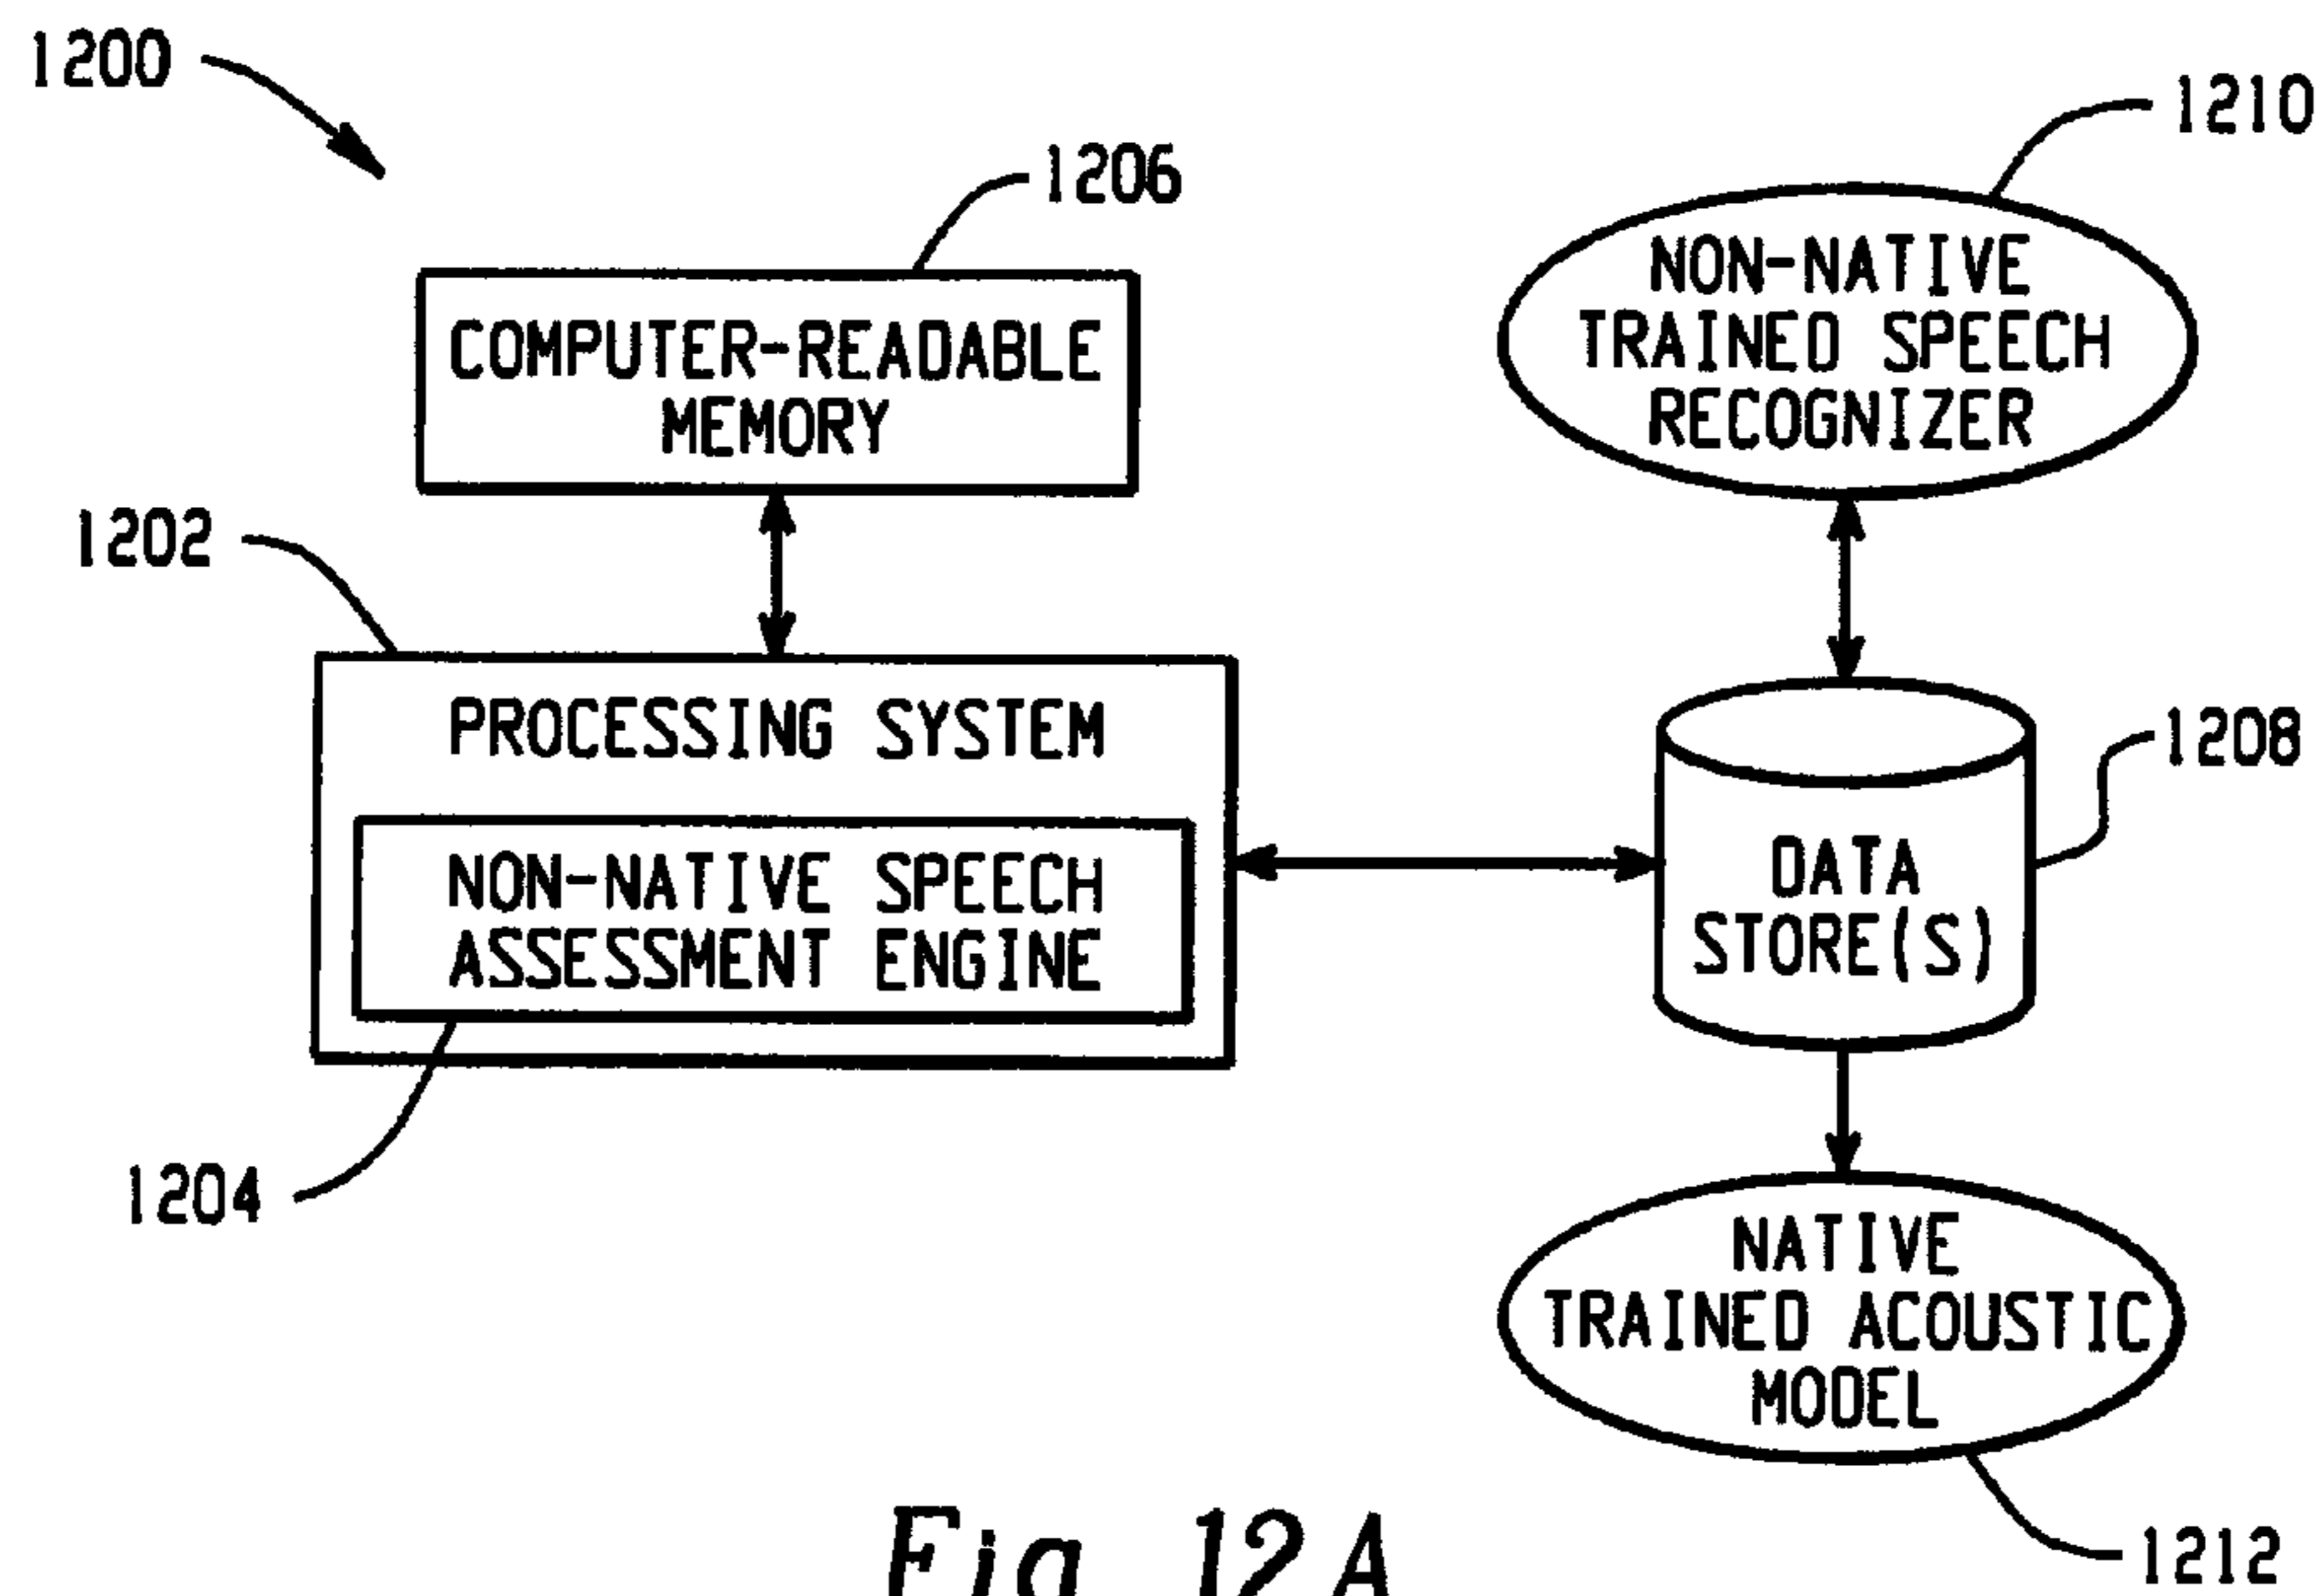 1200
1206
1210
COMPUTER-READABLE
MEMORY
NON-NATIVE
TRAINED SPEECH
RECOGNIZER
1202
PROCESSING SYSTEM
NON-NATIVE SPEECH
ASSESSMENT ENGINE
1208
DATA
STORE(S)
1204
NATIVE
TRAINED ACOUSTIC
MODEL
1212
Fig 12A